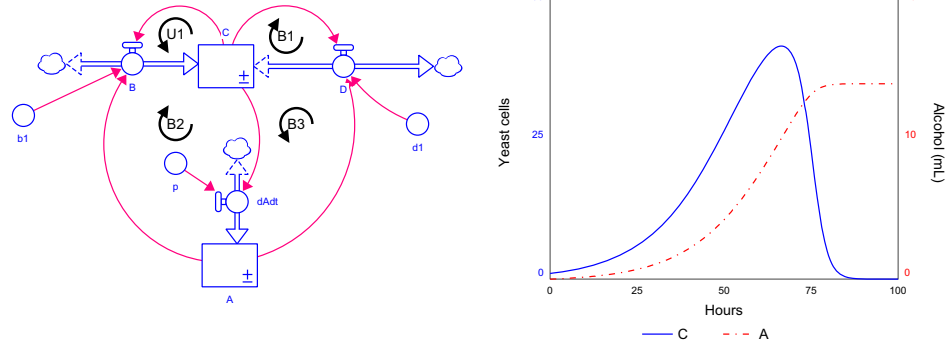 U1
C
B1
±
B
D
b1
d1
B2
B3
p
dAdt
±
A
Yeast cells
25
0
10
0
Alcohol (mL)
0
25
50
75
100
Hours
C
A